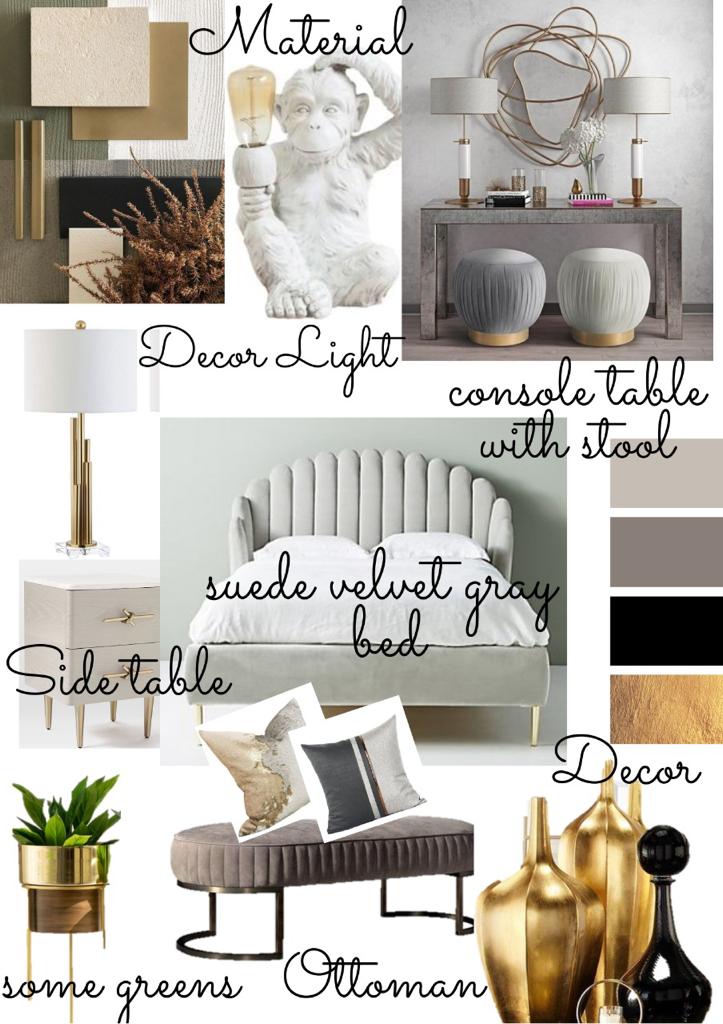 Material
Decor Light
console table
with stool
suede velvet gray
bed
Side table
Decor
some greens
Ottoman